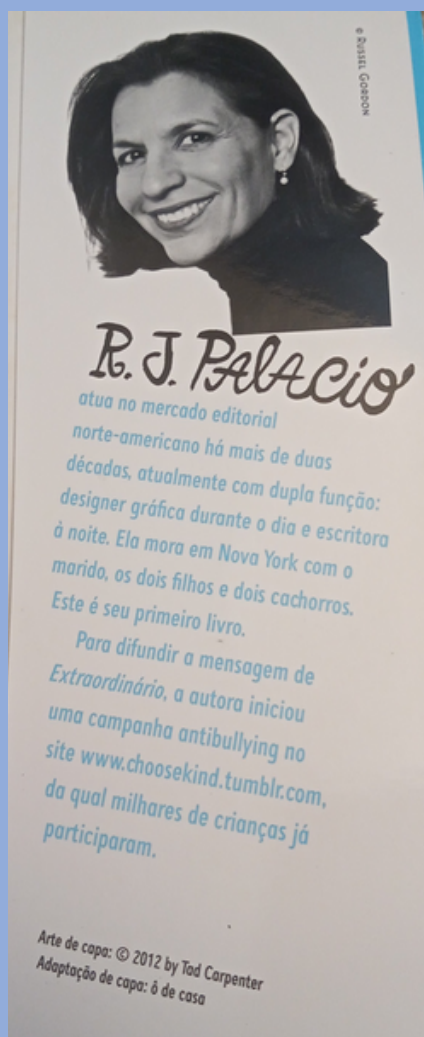 © RUSSEL GORDON
R. J. PALACIO
atua no mercado editorial
norte-americano há mais de duas
décadas, atualmente com dupla função:
designer gráfica durante o dia e escritora
à noite. Ela mora em Nova York com o
marido, os dois filhos e dois cachorros.
Este é seu primeiro livro.
Para difundir a mensagem de
Extraordinário, a autora iniciou
uma campanha antibullying no
site www.choosekind.tumblr.com,
da qual milhares de crianças já
participaram.
Arte de capa: © 2012 by Tad Carpenter
Adaptação de capa: ô de casa